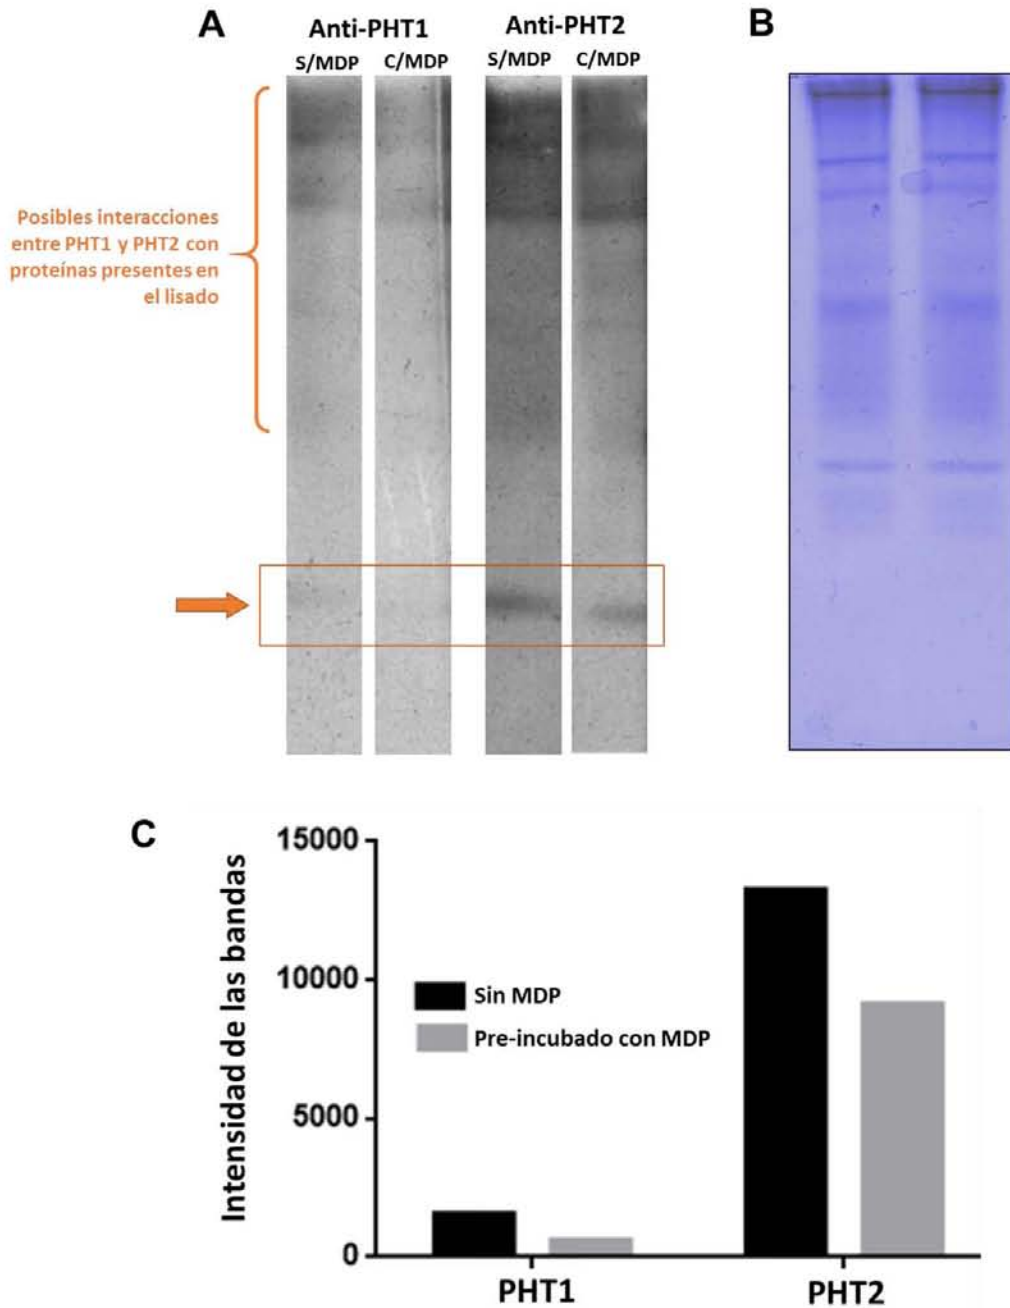 A
Anti-PHT1
Anti-PHT2
S/MDP
C/MDP
S/MDP
C/MDP
Posibles interacciones
entre PHT1 y PHT2 con
proteínas presentes en
el lisado
B
C
Intensidad de las bandas
15000
10000
5000
0
Sin MDP
Pre-incubado con MDP
PHT1
PHT2